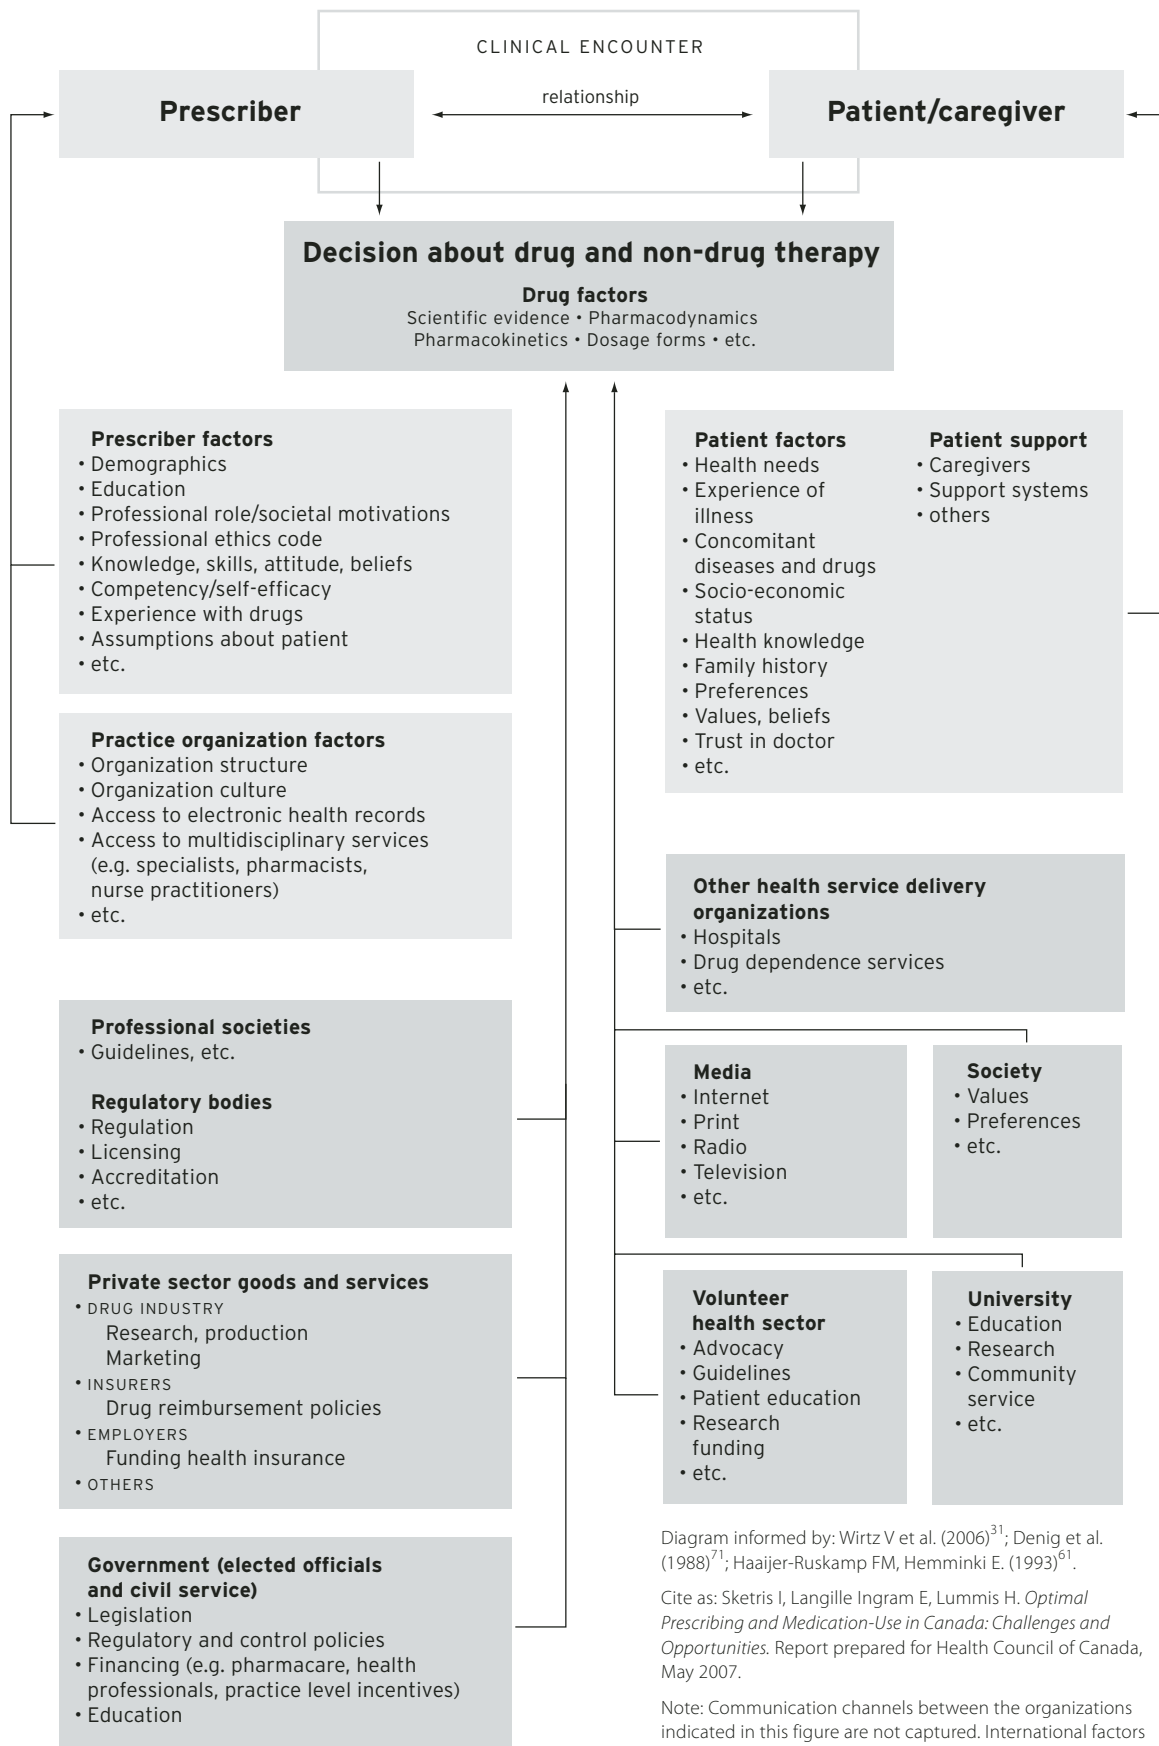 CLINICAL ENCOUNTER
Prescriber
relationship
Patient/caregiver
Decision about drug and non-drug therapy
Drug factors
Scientific evidence • Pharmacodynamics
Pharmacokinetics • Dosage forms • etc.
Prescriber factors
• Demographics
• Education
• Professional role/societal motivations
• Professional ethics code
• Knowledge, skills, attitude, beliefs
• Competency/self-efficacy
• Experience with drugs
• Assumptions about patient
• etc.
Practice organization factors
• Organization structure
• Organization culture
• Access to electronic health records
• Access to multidisciplinary services
(e.g. specialists, pharmacists,
nurse practitioners)
• etc.
Professional societies
• Guidelines, etc.
Regulatory bodies
• Regulation
• Licensing
• Accreditation
• etc.
Private sector goods and services
• DRUG INDUSTRY
Research, production
Marketing
• INSURERS
Drug reimbursement policies
• EMPLOYERS
Funding health insurance
• OTHERS
Government (elected officials
and civil service)
• Legislation
• Regulatory and control policies
• Financing (e.g. pharmacare, health
professionals, practice level incentives)
• Education
Patient factors
• Health needs
• Experience of
illness
• Concomitant
diseases and drugs
• Socio-economic
status
• Health knowledge
• Family history
• Preferences
• Values, beliefs
• Trust in doctor
• etc.
Patient support
• Caregivers
• Support systems
• others
Other health service delivery
organizations
• Hospitals
• Drug dependence services
• etc.
Media
• Internet
• Print
• Radio
• Television
• etc.
Society
• Values
• Preferences
• etc.
Volunteer
health sector
• Advocacy
• Guidelines
• Patient education
• Research
funding
• etc.
University
• Education
• Research
• Community
service
• etc.
Diagram informed by: Wirtz V et al. (2006)31; Denig et al.
(1988)71; Haaijer-Ruskamp FM, Hemminki E. (1993)61.
Cite as: Sketris I, Langille Ingram E, Lummis H. Optimal
Prescribing and Medication-Use in Canada: Challenges and
Opportunities. Report prepared for Health Council of Canada,
May 2007.
Note: Communication channels between the organizations
indicated in this figure are not captured. International factors